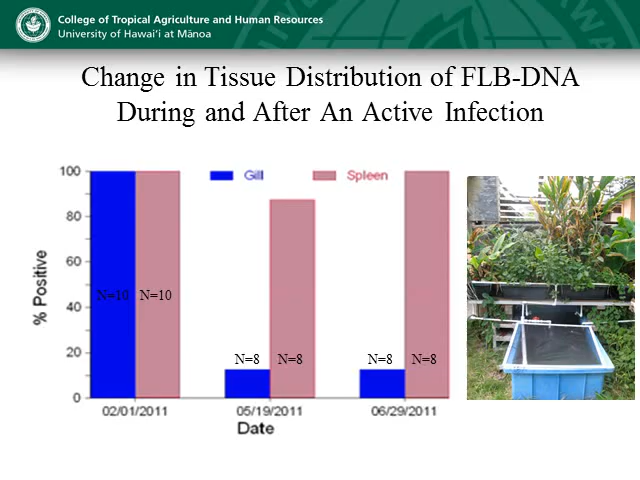 College of Tropical Agriculture and Human Resources
University of Hawai'i at Mānoa
Change in Tissue Distribution of FLB-DNA
During and After An Active Infection
100
80
60
40
20
0
% Positive
Gill
Spleen
N=10 N=10
N=8 N=8
N=8 N=8
02/01/2011
05/19/2011
06/29/2011
Date